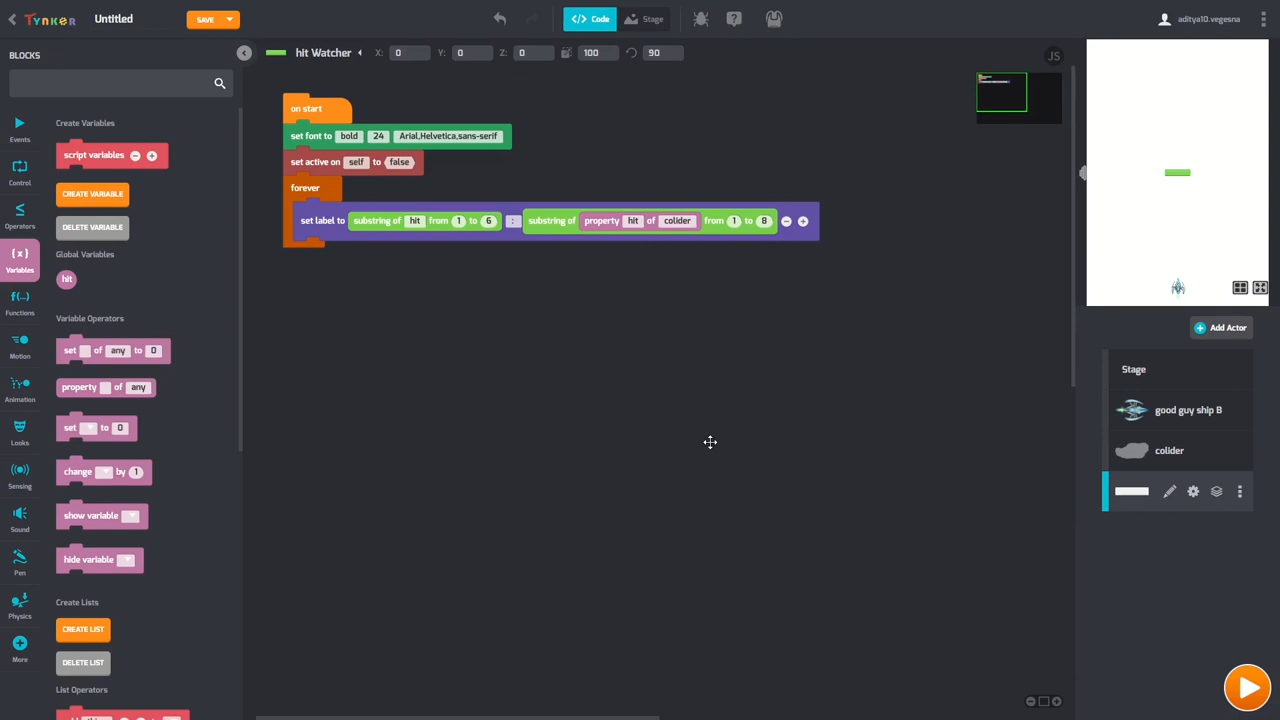 TYNKER
Untitled
SAVE
</> Code
Stage
aditya10.vegesna
BLOCKS
hit Watcher
X: 0
Y: 0
Z: 0
100
90
JS
Events
Control
Operators
(x)
Variables
f(...)
Functions
Motion
Animation
Looks
Sensing
Sound
Pen
Physics
More
Create Variables
script variables
CREATE VARIABLE
DELETE VARIABLE
Global Variables
hit
Variable Operators
set of any to 0
property of any
set to 0
change by 1
show variable
hide variable
Create Lists
CREATE LIST
DELETE LIST
List Operators
on start
set font to bold 24 Arial,Helvetica,sans-serif
set active on self to false
forever
set label to substring of hit from 1 to 6 : substring of property hit of colider from 1 to 8
Add Actor
Stage
good guy ship B
colider